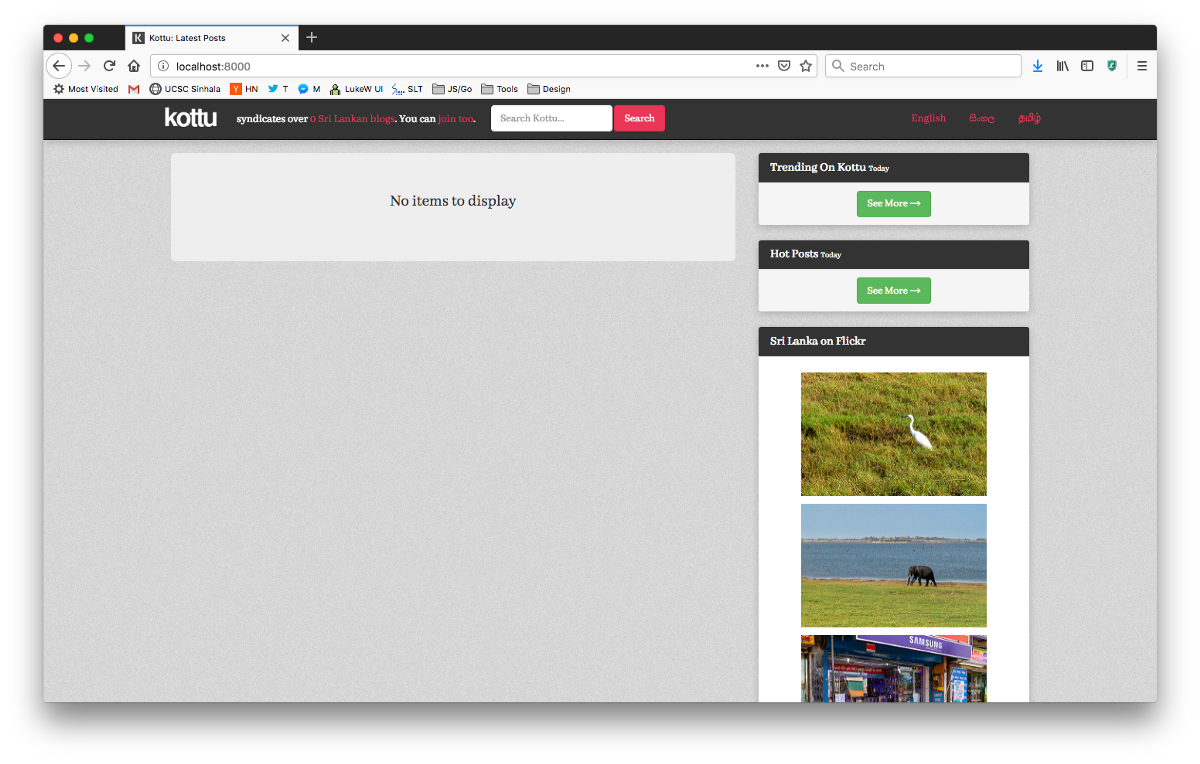 Kottu: Latest Posts
localhost:8000
Search
Most Visited UCSC Sinhala HN T M LukeW UI SLT JS/Go Tools Design
kottu syndicates over 0 Sri Lankan blogs. You can join too. Search Kottu... Search English සිංහල தமிழ்
No items to display
Trending On Kottu Today
See More →
Hot Posts Today
See More →
Sri Lanka on Flickr
SAMSUNG